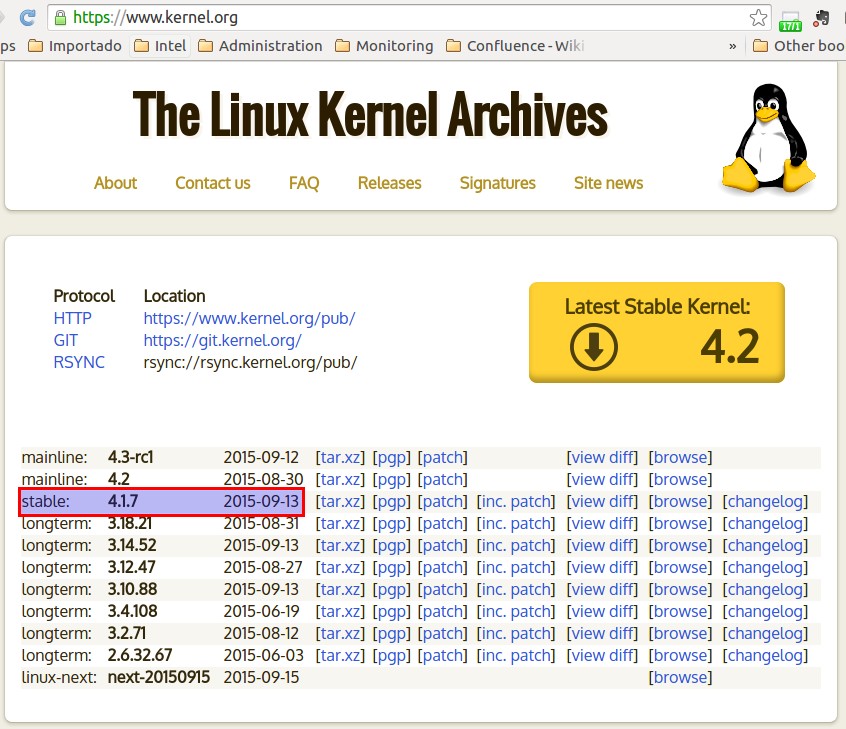 https://www.kernel.org
17/1
ps Importado Intel Administration Monitoring Confluence - Wiki » Other boo
The Linux Kernel Archives
About Contact us FAQ Releases Signatures Site news
Protocol Location
HTTP https://www.kernel.org/pub/
GIT https://git.kernel.org/
RSYNC rsync://rsync.kernel.org/pub/
Latest Stable Kernel:
4.2
mainline: 4.3-rc1 2015-09-12 [tar.xz] [pgp] [patch] [view diff] [browse]
mainline: 4.2 2015-08-30 [tar.xz] [pgp] [patch] [view diff] [browse]
stable: 4.1.7 2015-09-13 [tar.xz] [pgp] [patch] [inc. patch] [view diff] [browse] [changelog]
longterm: 3.18.21 2015-08-31 [tar.xz] [pgp] [patch] [inc. patch] [view diff] [browse] [changelog]
longterm: 3.14.52 2015-09-13 [tar.xz] [pgp] [patch] [inc. patch] [view diff] [browse] [changelog]
longterm: 3.12.47 2015-08-27 [tar.xz] [pgp] [patch] [inc. patch] [view diff] [browse] [changelog]
longterm: 3.10.88 2015-09-13 [tar.xz] [pgp] [patch] [inc. patch] [view diff] [browse] [changelog]
longterm: 3.4.108 2015-06-19 [tar.xz] [pgp] [patch] [inc. patch] [view diff] [browse] [changelog]
longterm: 3.2.71 2015-08-12 [tar.xz] [pgp] [patch] [inc. patch] [view diff] [browse] [changelog]
longterm: 2.6.32.67 2015-06-03 [tar.xz] [pgp] [patch] [inc. patch] [view diff] [browse] [changelog]
linux-next: next-20150915 2015-09-15 [browse]